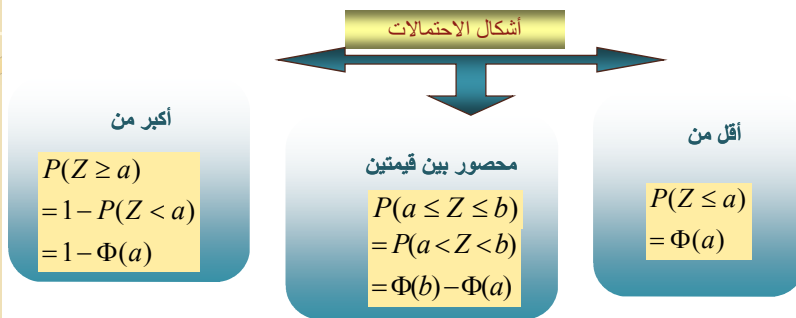 أشكال الاحتمالات
أقل من
P(Z ≤ a)
= Φ(a)
محصور بين قيمتين
P(a ≤ Z ≤ b)
= P(a < Z < b)
= Φ(b) − Φ(a)
أكبر من
P(Z ≥ a)
= 1 − P(Z < a)
= 1 − Φ(a)